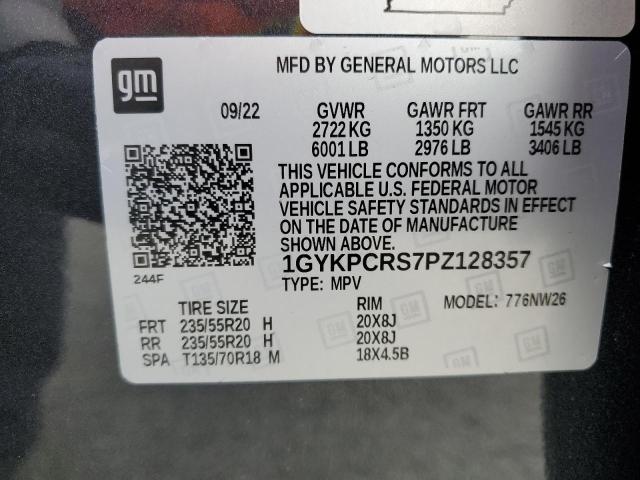 gm
MFD BY GENERAL MOTORS LLC
09/22 GVWR GAWR FRT GAWR RR
2722 KG 1350 KG 1545 KG
6001 LB 2976 LB 3406 LB
THIS VEHICLE CONFORMS TO ALL
APPLICABLE U.S. FEDERAL MOTOR
VEHICLE SAFETY STANDARDS IN EFFECT
ON THE DATE OF MANUFACTURE
SHOWN ABOVE.
244F
1GYKPCRS7PZ128357
TYPE: MPV
TIRE SIZE RIM MODEL: 776NW26
FRT 235/55R20 H 20X8J
RR 235/55R20 H 20X8J
SPA T135/70R18 M 18X4.5B